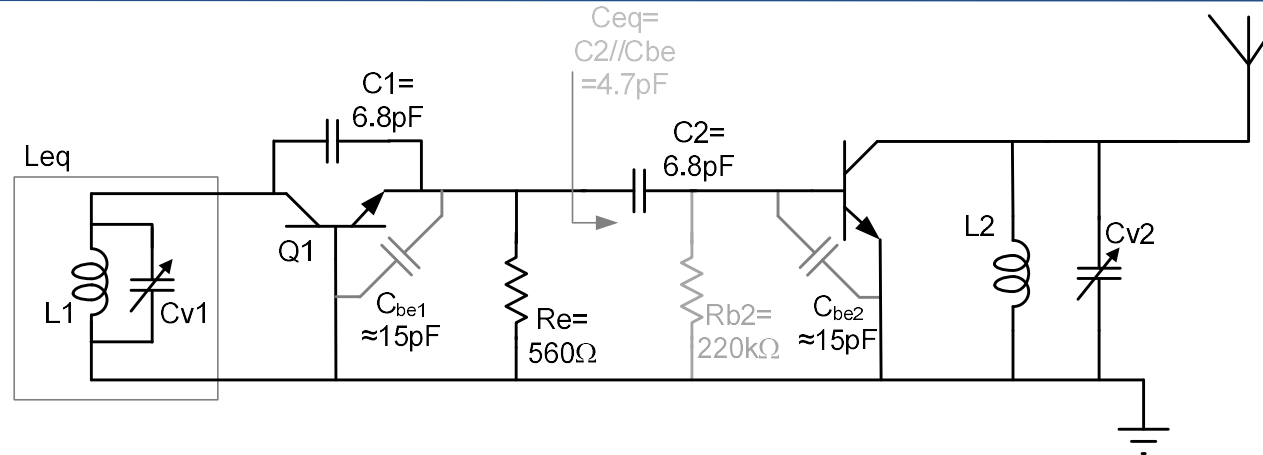 Ceq=
C2//Cbe
=4.7pF
C1=
6.8pF
C2=
6.8pF
Leq
L1
Cv1
Q1
Cbe1
≈15pF
Re=
560Ω
Rb2=
220kΩ
Cbe2
≈15pF
L2
Cv2